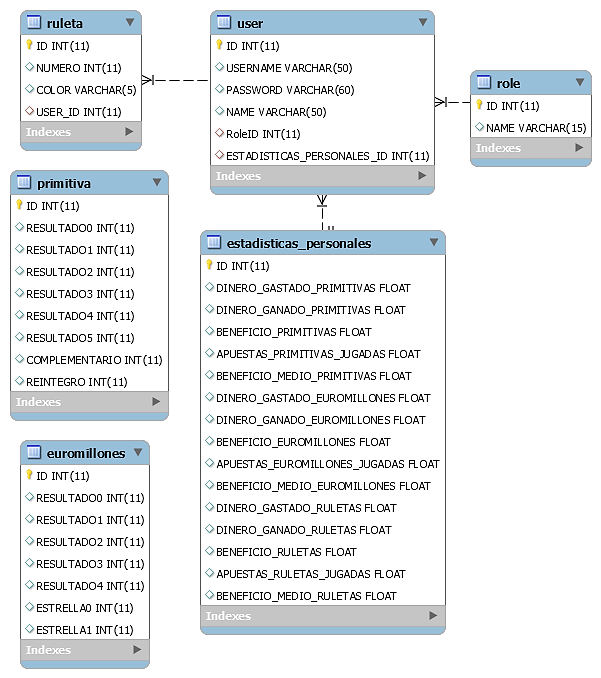 ruleta
ID INT(11)
NUMERO INT(11)
COLOR VARCHAR(5)
USER_ID INT(11)
Indexes
user
ID INT(11)
USERNAME VARCHAR(50)
PASSWORD VARCHAR(60)
NAME VARCHAR(50)
RoleID INT(11)
ESTADISTICAS_PERSONALES_ID INT(11)
Indexes
role
ID INT(11)
NAME VARCHAR(15)
Indexes
primitiva
ID INT(11)
RESULTADO0 INT(11)
RESULTADO1 INT(11)
RESULTADO2 INT(11)
RESULTADO3 INT(11)
RESULTADO4 INT(11)
RESULTADO5 INT(11)
COMPLEMENTARIO INT(11)
REINTEGRO INT(11)
Indexes
estadisticas_personales
ID INT(11)
DINERO_GASTADO_PRIMITIVAS FLOAT
DINERO_GANADO_PRIMITIVAS FLOAT
BENEFICIO_PRIMITIVAS FLOAT
APUESTAS_PRIMITIVAS_JUGADAS FLOAT
BENEFICIO_MEDIO_PRIMITIVAS FLOAT
DINERO_GASTADO_EUROMILLONES FLOAT
DINERO_GANADO_EUROMILLONES FLOAT
BENEFICIO_EUROMILLONES FLOAT
APUESTAS_EUROMILLONES_JUGADAS FLOAT
BENEFICIO_MEDIO_EUROMILLONES FLOAT
DINERO_GASTADO_RULETAS FLOAT
DINERO_GANADO_RULETAS FLOAT
BENEFICIO_RULETAS FLOAT
APUESTAS_RULETAS_JUGADAS FLOAT
BENEFICIO_MEDIO_RULETAS FLOAT
Indexes
euromillones
ID INT(11)
RESULTADO0 INT(11)
RESULTADO1 INT(11)
RESULTADO2 INT(11)
RESULTADO3 INT(11)
RESULTADO4 INT(11)
ESTRELLA0 INT(11)
ESTRELLA1 INT(11)
Indexes